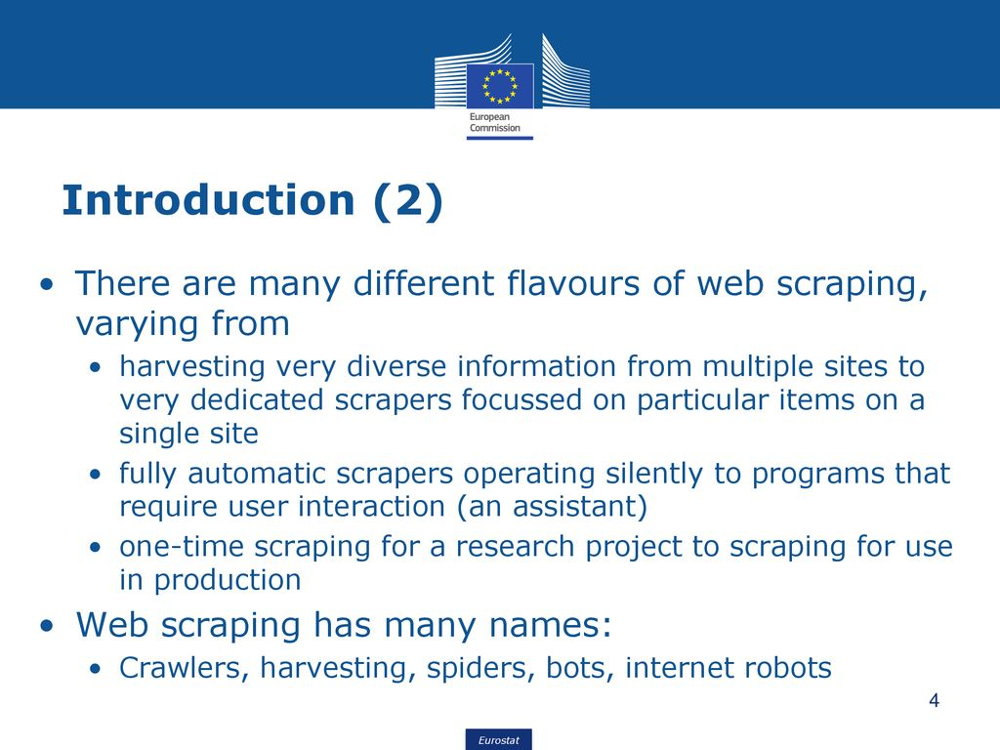 European
Commission
Introduction (2)
• There are many different flavours of web scraping,
varying from
• harvesting very diverse information from multiple sites to
very dedicated scrapers focussed on particular items on a
single site
• fully automatic scrapers operating silently to programs that
require user interaction (an assistant)
• one-time scraping for a research project to scraping for use
in production
• Web scraping has many names:
• Crawlers, harvesting, spiders, bots, internet robots
4
Eurostat